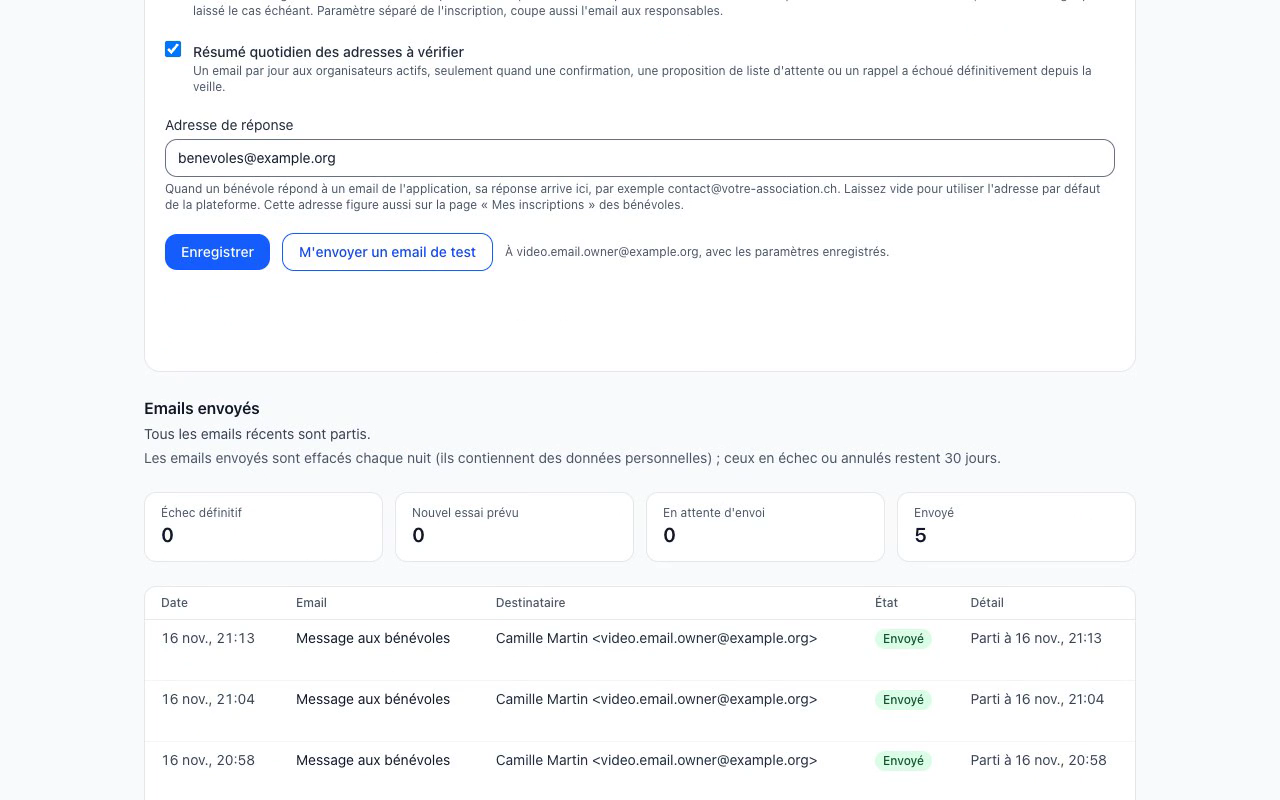 laissé le cas échéant. Paramètre séparé de l'inscription, coupe aussi l'email aux responsables.
Résumé quotidien des adresses à vérifier
Un email par jour aux organisateurs actifs, seulement quand une confirmation, une proposition de liste d'attente ou un rappel a échoué définitivement depuis la
veille.
Adresse de réponse
benevoles@example.org
Quand un bénévole répond à un email de l'application, sa réponse arrive ici, par exemple contact@votre-association.ch. Laissez vide pour utiliser l'adresse par défaut
de la plateforme. Cette adresse figure aussi sur la page « Mes inscriptions » des bénévoles.
Enregistrer M'envoyer un email de test À video.email.owner@example.org, avec les paramètres enregistrés.
Emails envoyés
Tous les emails récents sont partis.
Les emails envoyés sont effacés chaque nuit (ils contiennent des données personnelles) ; ceux en échec ou annulés restent 30 jours.
Échec définitif Nouvel essai prévu En attente d'envoi Envoyé
0 0 0 5
Date Email Destinataire État Détail
16 nov., 21:13 Message aux bénévoles Camille Martin <video.email.owner@example.org> Envoyé Parti à 16 nov., 21:13
16 nov., 21:04 Message aux bénévoles Camille Martin <video.email.owner@example.org> Envoyé Parti à 16 nov., 21:04
16 nov., 20:58 Message aux bénévoles Camille Martin <video.email.owner@example.org> Envoyé Parti à 16 nov., 20:58